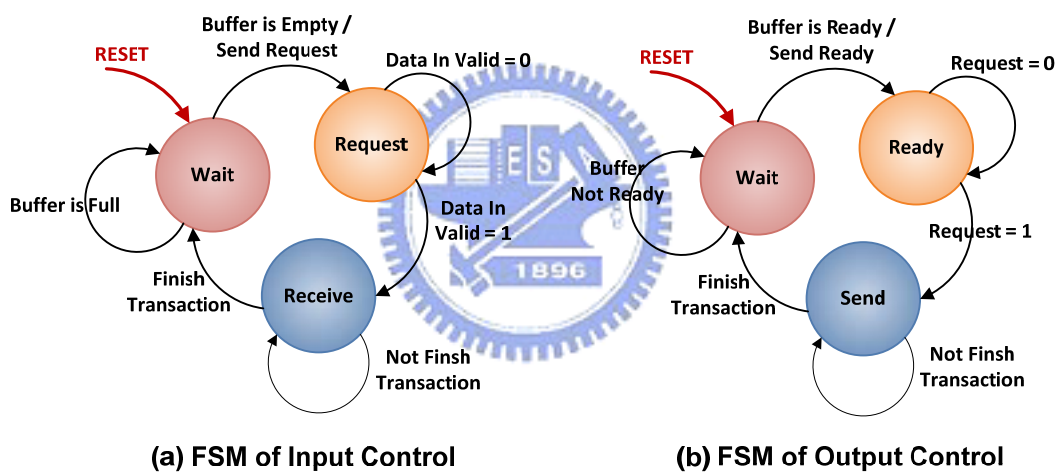 Buffer is Empty /
Send Request
RESET
Data In Valid = 0
Wait
Request
Buffer is Full
Data In
Valid = 1
Finish
Transaction
Receive
Not Finsh
Transaction
(a) FSM of Input Control
Buffer is Ready /
Send Ready
RESET
Request = 0
Wait
Ready
Buffer
Not Ready
Request = 1
Finish
Transaction
Send
Not Finsh
Transaction
(b) FSM of Output Control
E S
1896